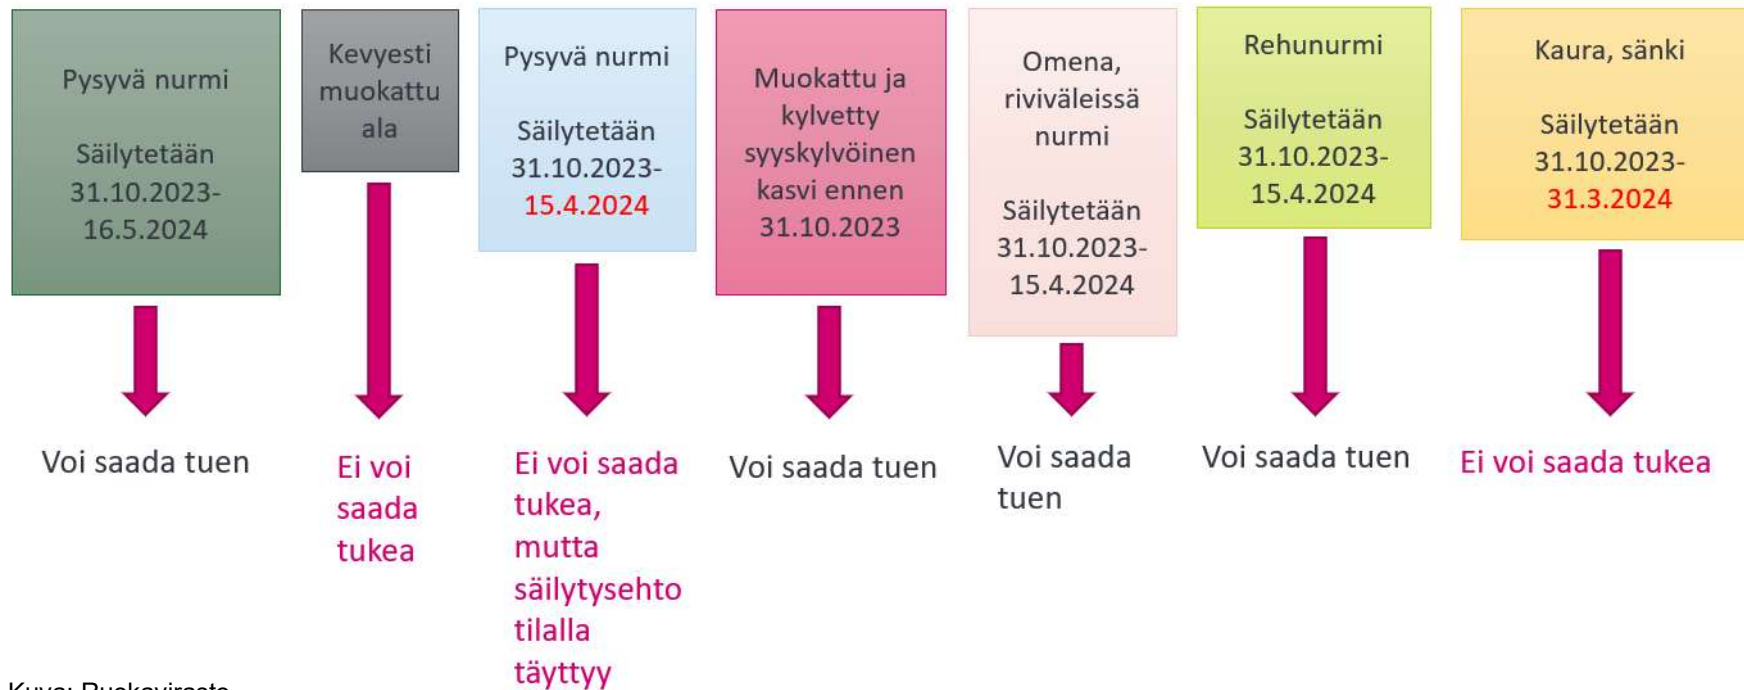 Pysyvä nurmi
Säilytetään
31.10.2023-
16.5.2024
Voi saada tuen
Kevyesti
muokattu
ala
Ei voi
saada
tukea
Pysyvä nurmi
Säilytetään
31.10.2023-
15.4.2024
Ei voi saada
tukea,
mutta
säilytysehto
tilalla
täyttyy
Muokattu ja
kylvetty
syyskylvöinen
kasvi ennen
31.10.2023
Voi saada tuen
Omena,
riviväleissä
nurmi
Säilytetään
31.10.2023-
15.4.2024
Voi saada
tuen
Rehunurmi
Säilytetään
31.10.2023-
15.4.2024
Voi saada tuen
Kaura, sänki
Säilytetään
31.10.2023-
31.3.2024
Ei voi saada tukea
Kuva: Ruokavirasto